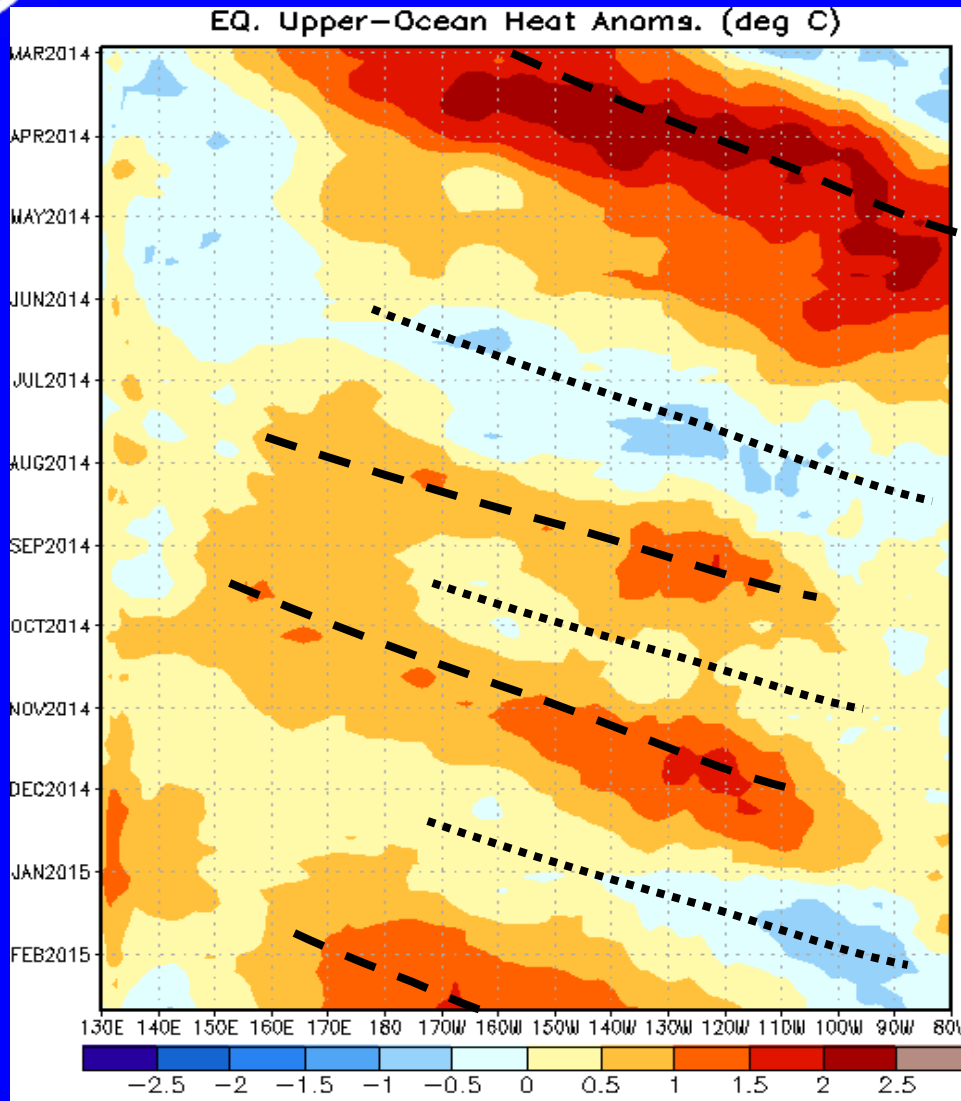 EQ. Upper-Ocean Heat Anoms. (deg C)
MAR2014
APR2014
MAY2014
JUN2014
JUL2014
AUG2014
SEP2014
OCT2014
NOV2014
DEC2014
JAN2015
FEB2015
130E 140E 150E 160E 170E 180 170W 160W 150W 140W 130W 120W 110W 100W 90W 80W
-2.5 -2 -1.5 -1 -0.5 0 0.5 1 1.5 2 2.5